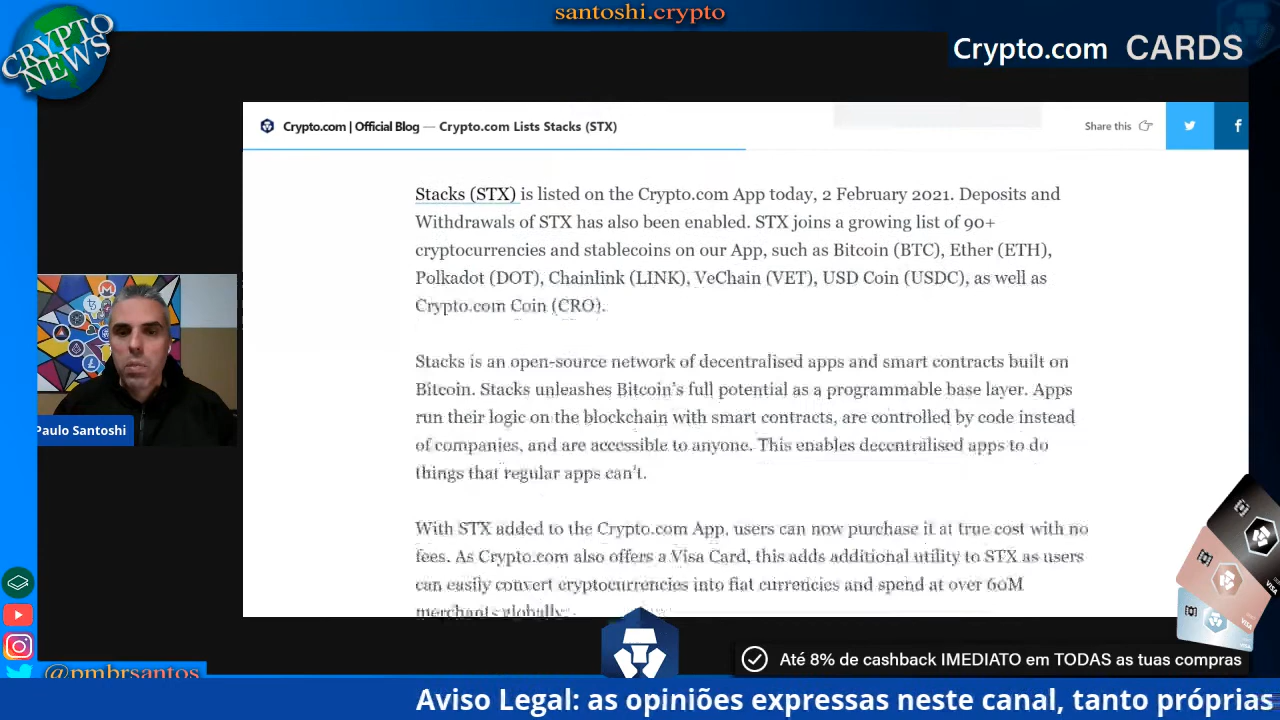 santoshi.crypto
CRYPTO
NEWS
Crypto.com CARDS
Crypto.com | Official Blog — Crypto.com Lists Stacks (STX)
Share this
Stacks (STX) is listed on the Crypto.com App today, 2 February 2021. Deposits and
Withdrawals of STX has also been enabled. STX joins a growing list of 90+
cryptocurrencies and stablecoins on our App, such as Bitcoin (BTC), Ether (ETH),
Polkadot (DOT), Chainlink (LINK), VeChain (VET), USD Coin (USDC), as well as
Crypto.com Coin (CRO).
Stacks is an open-source network of decentralised apps and smart contracts built on
Bitcoin. Stacks unleashes Bitcoin's full potential as a programmable base layer. Apps
run their logic on the blockchain with smart contracts, are controlled by code instead
of companies, and are accessible to anyone. This enables decentralised apps to do
things that regular apps can't.
With STX added to the Crypto.com App, users can now purchase it at true cost with no
fees. As Crypto.com also offers a Visa Card, this adds additional utility to STX as users
can easily convert cryptocurrencies into fiat currencies and spend at over 60M
merchants globally.
Paulo Santoshi
VISA
VISA
VISA
@pmbrsantos
Até 8% de cashback IMEDIATO em TODAS as tuas compras
Aviso Legal: as opiniões expressas neste canal, tanto próprias